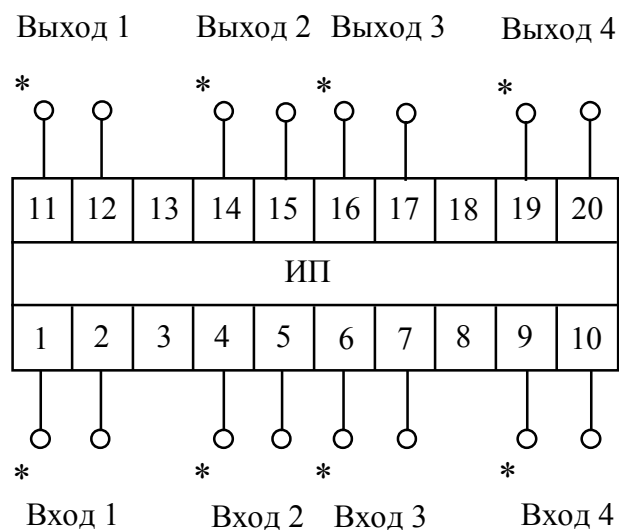 Выход 1 Выход 2 Выход 3 Выход 4
* * * *
11 12 13 14 15 16 17 18 19 20
ИП
1 2 3 4 5 6 7 8 9 10
* * * *
Вход 1 Вход 2 Вход 3 Вход 4